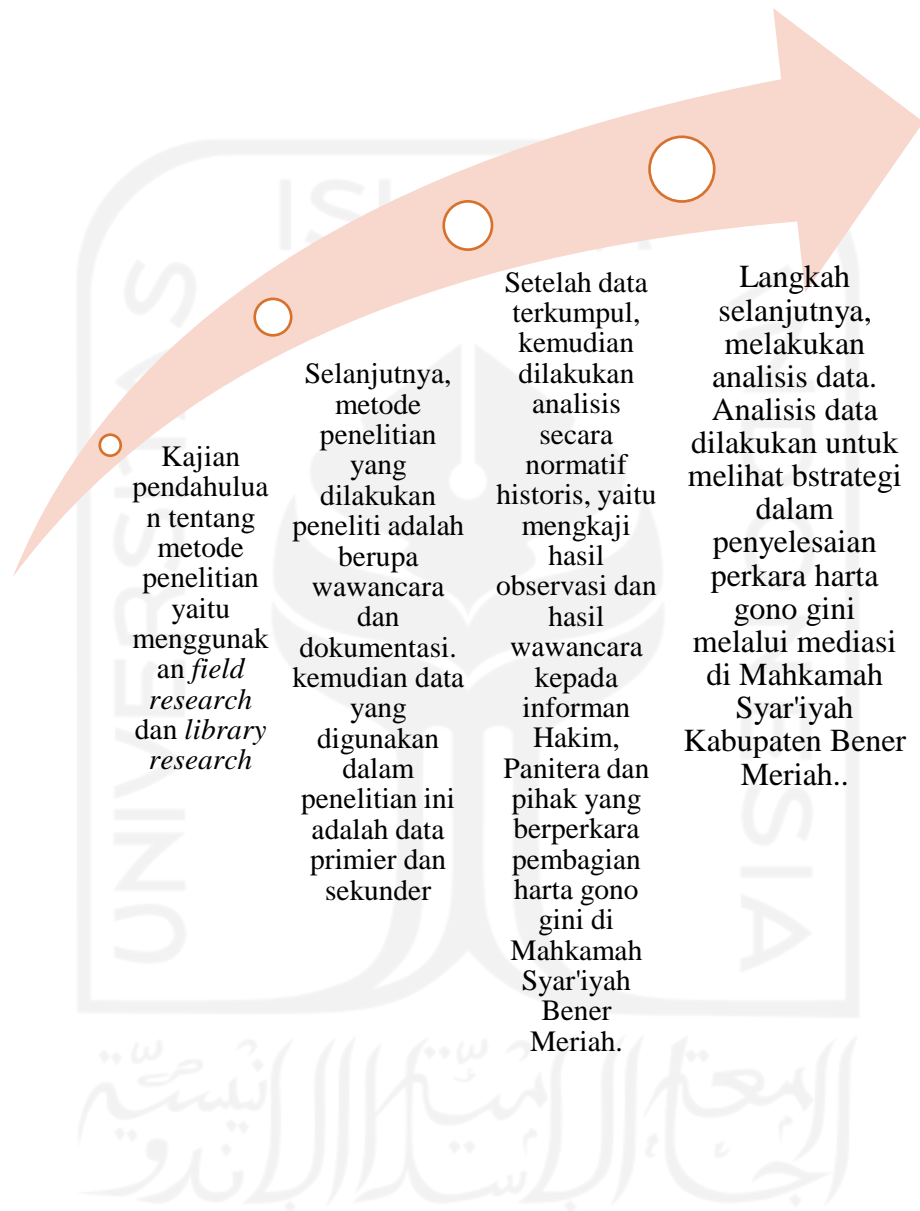 Kajian
pendahulua
n tentang
metode
penelitian
yaitu
menggunak
an field
research
dan library
research
Selanjutnya,
metode
penelitian
yang
dilakukan
peneliti adalah
berupa
wawancara
dan
dokumentasi.
kemudian data
yang
digunakan
dalam
penelitian ini
adalah data
primier dan
sekunder
Setelah data
terkumpul,
kemudian
dilakukan
analisis
secara
normatif
historis, yaitu
mengkaji
hasil
observasi dan
hasil
wawancara
kepada
informan
Hakim,
Panitera dan
pihak yang
berperkara
pembagian
harta gono
gini di
Mahkamah
Syar'iyah
Bener
Meriah.
Langkah
selanjutnya,
melakukan
analisis data.
Analisis data
dilakukan untuk
melihat bstrategi
dalam
penyelesaian
perkara harta
gono gini
melalui mediasi
di Mahkamah
Syar'iyah
Kabupaten Bener
Meriah..
UNIVERSITAS